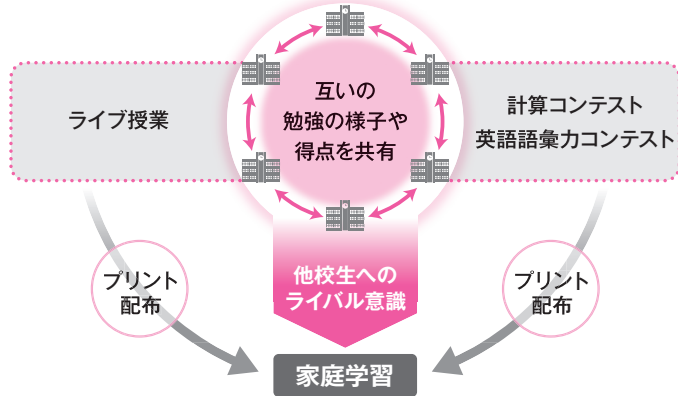 ライブ授業
互いの
勉強の様子や
得点を共有
計算コンテスト
英語語彙力コンテスト
プリント
配布
他校生への
ライバル意識
プリント
配布
家庭学習